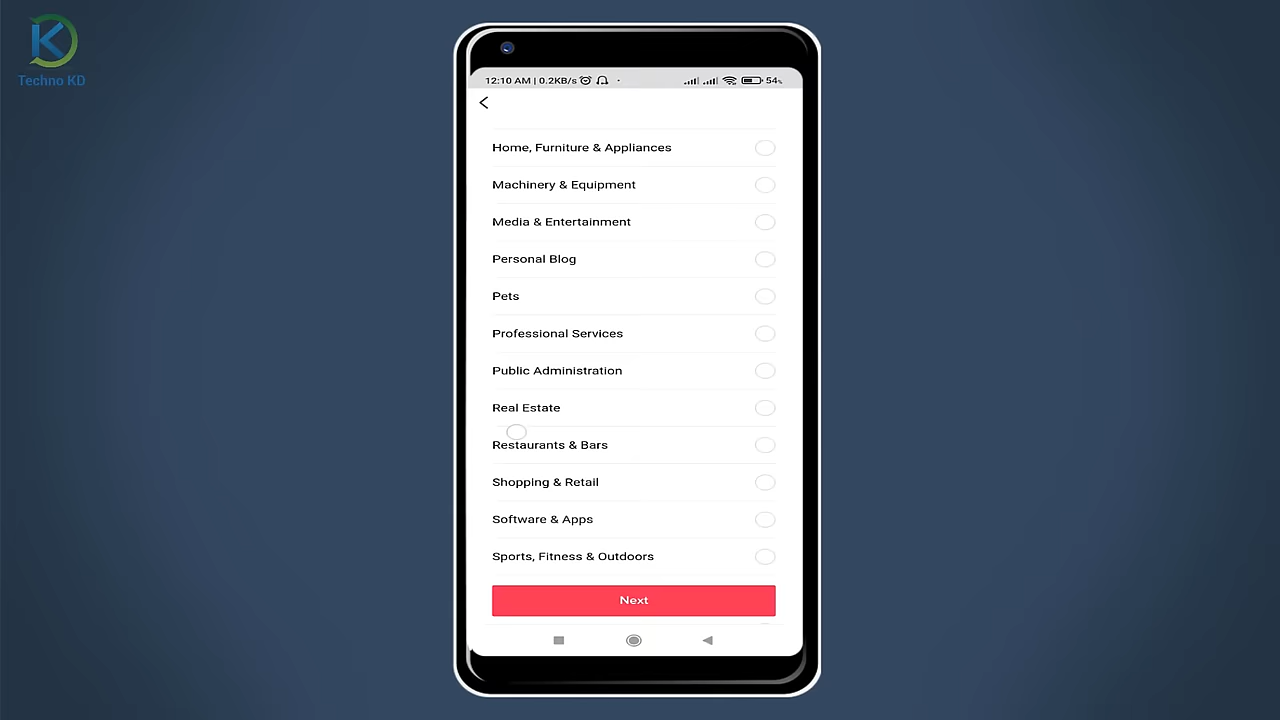 Techno KD
12:10 AM | 0.2KB/s
54%
Home, Furniture & Appliances
Machinery & Equipment
Media & Entertainment
Personal Blog
Pets
Professional Services
Public Administration
Real Estate
Restaurants & Bars
Shopping & Retail
Software & Apps
Sports, Fitness & Outdoors
Next